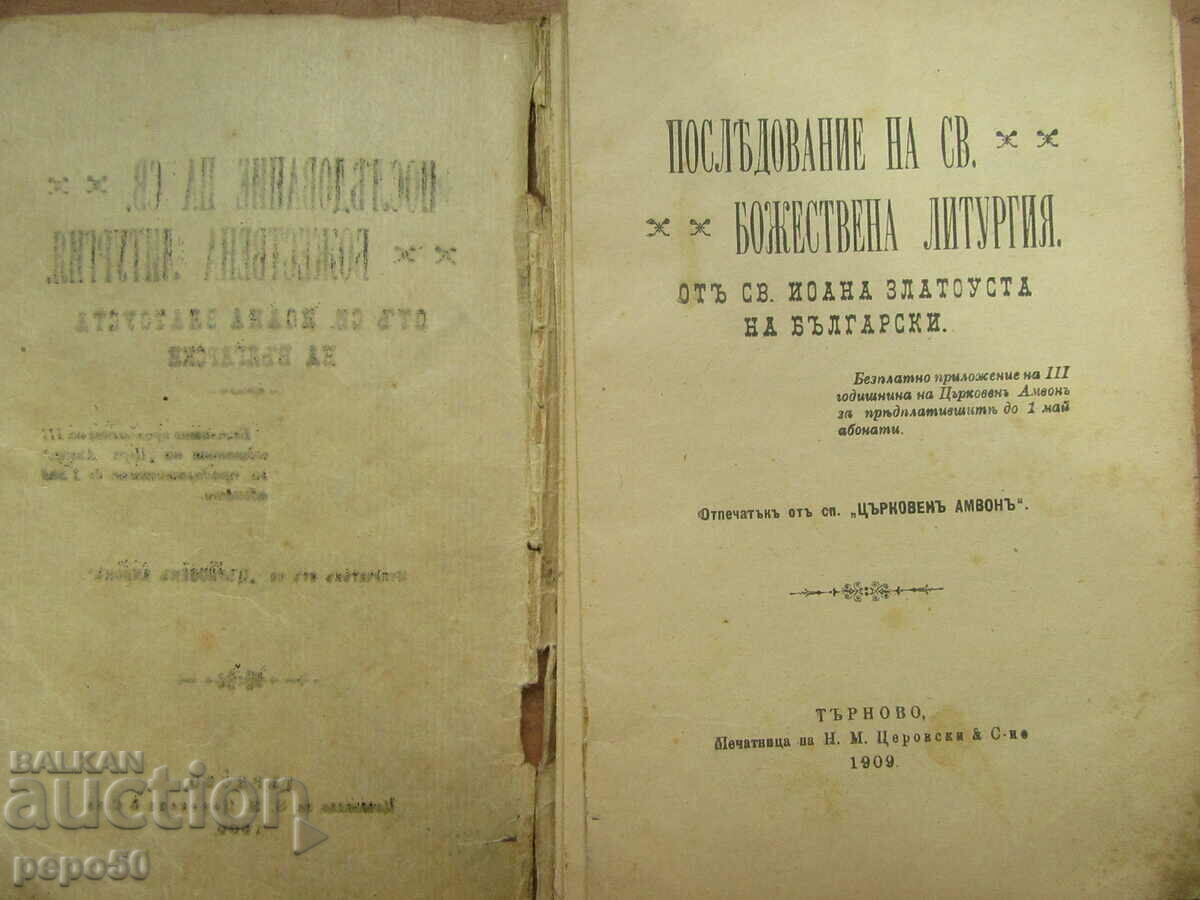 ПОСЛѢДОВАНИЕ НА СВ.
БОЖЕСТВЕНА ЛИТУРГИЯ.
ОТЪ СВ. ИОАНА ЗЛАТОУСТА
НА БЪЛГАРСКИ.
Безплатно приложение на III
годишнина на Църковенъ Амвонъ
за прѣдплатившитѣ до 1 май
абонати.
Отпечатъкъ отъ сп. „ЦЪРКОВЕНЪ АМВОНЪ“.
ТЪРНОВО,
Печатница на Н. М. Церовски & С-ие
1909.
BALKAN
auction
pepo50